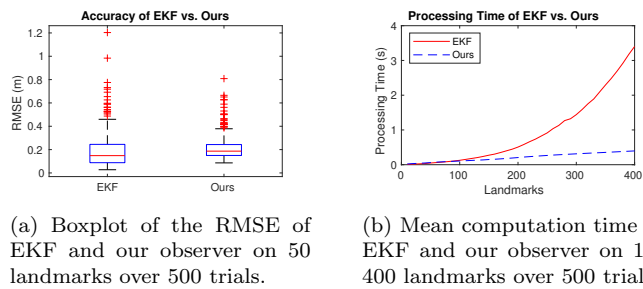 Accuracy of EKF vs. Ours
1.2
1
0.8
0.6
0.4
0.2
0
RMSE (m)
EKF
Ours
(a) Boxplot of the RMSE of
EKF and our observer on 50
landmarks over 500 trials.
Processing Time of EKF vs. Ours
EKF
Ours
4
3
2
1
0
Processing Time (s)
0
100
200
300
400
Landmarks
(b) Mean computation time
EKF and our observer on 1
400 landmarks over 500 trial